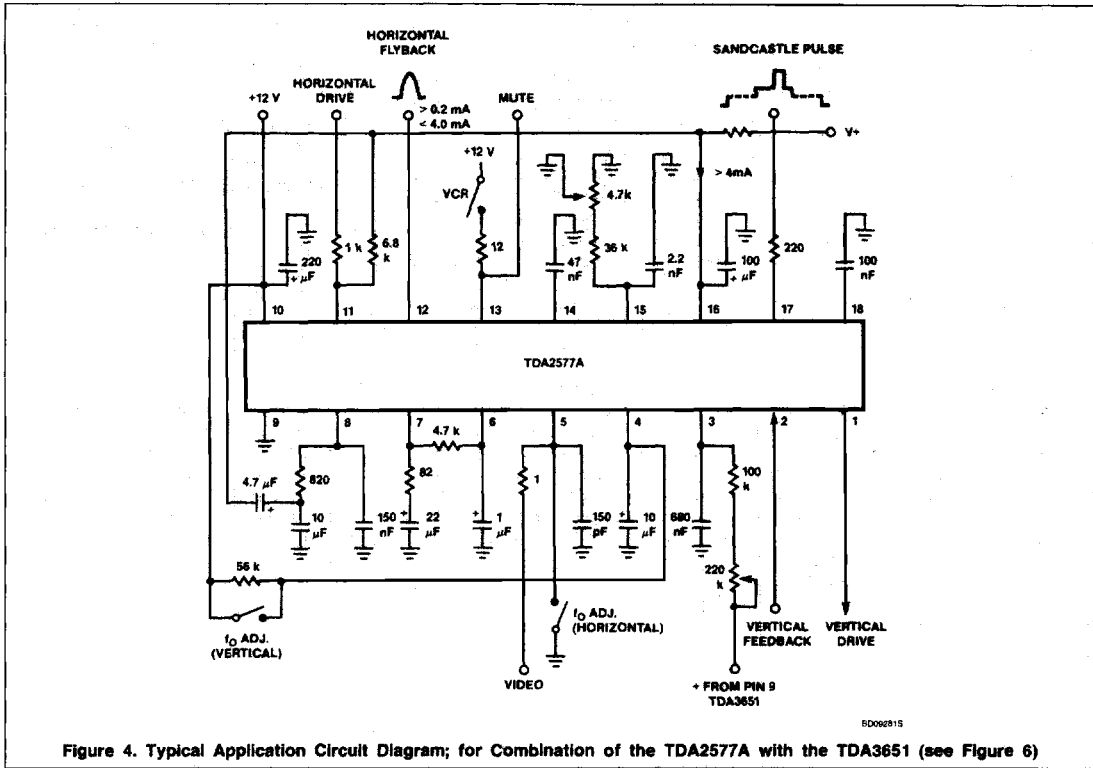 HORIZONTAL
FLYBACK
SANDCASTLE PULSE
HORIZONTAL
DRIVE
+12 V
> 0.2 mA
< 4.0 mA
MUTE
V+
+12 V
VCR
> 4mA
4.7k
220
+ μF
1 k
6.8
k
12
47
nF
36 k
2.2
nF
100
+ μF
220
100
nF
10
11
12
13
14
15
16
17
18
TDA2577A
9
8
7
6
5
4
3
2
1
4.7 k
4.7 μF
+
820
82
1
100
k
10
μF
150
nF
+ 22
μF
+ 1
μF
150
pF
+ 10
μF
680
nF
56 k
220
k
fO ADJ.
(VERTICAL)
fO ADJ.
(HORIZONTAL)
VERTICAL
FEEDBACK
VERTICAL
DRIVE
VIDEO
+ FROM PIN 9
TDA3651
BD09281S
Figure 4. Typical Application Circuit Diagram; for Combination of the TDA2577A with the TDA3651 (see Figure 6)